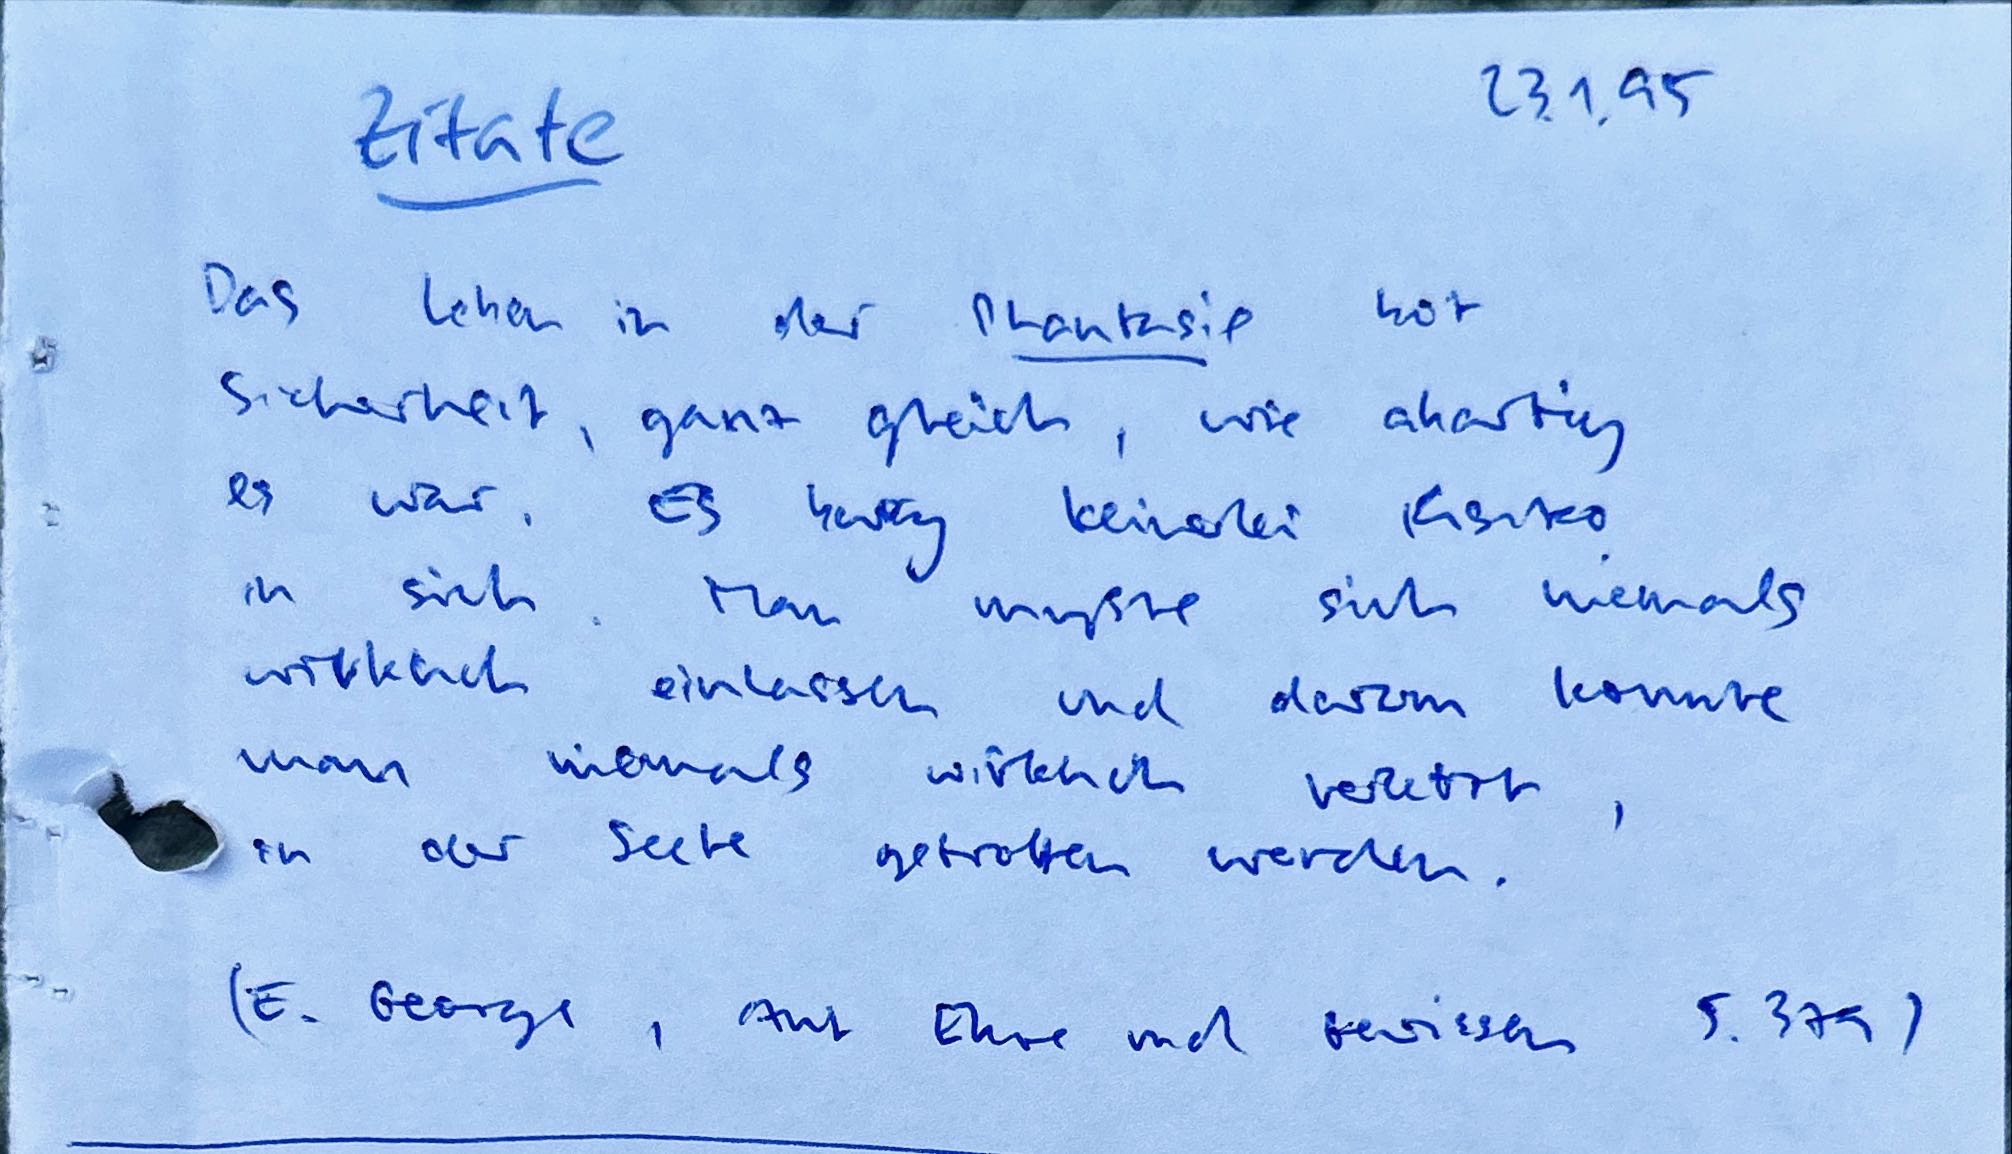 Zitate
23.1.95
Das Leben in der Phantasie bot
Sicherheit, ganz gleich, wie abartig
es war. Es barg keinerlei Risiko
in sich. Man mußte sich niemals
wirklich einlassen und darum konnte
man niemals wirklich verletzt,
in der Seele getroffen werden.
(E. George, Auf Ehre und Gewissen S. 379)